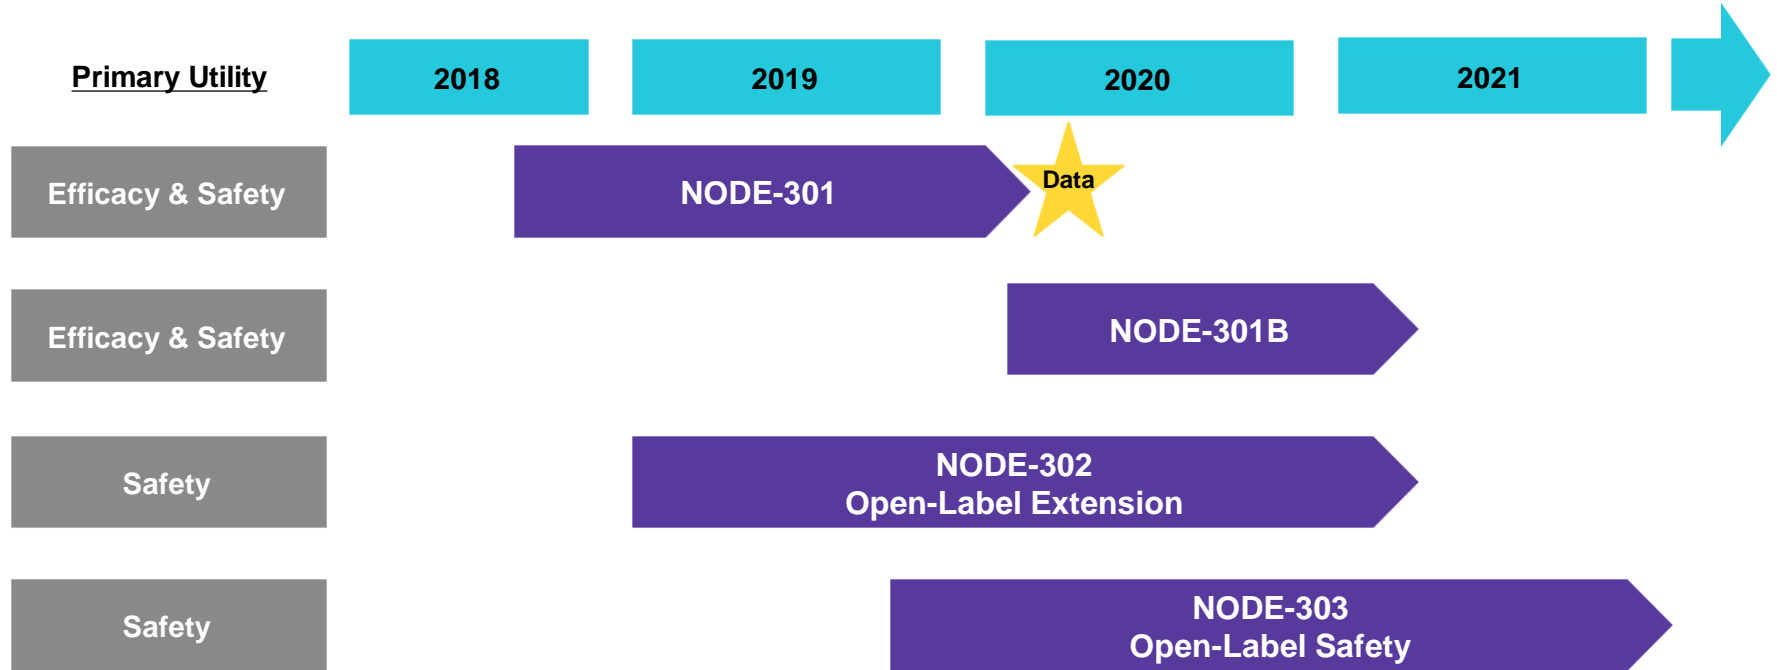 Primary Utility
2018
2019
2020
2021
Efficacy & Safety
NODE-301
Data
Efficacy & Safety
NODE-301B
Safety
NODE-302
Open-Label Extension
Safety
NODE-303
Open-Label Safety